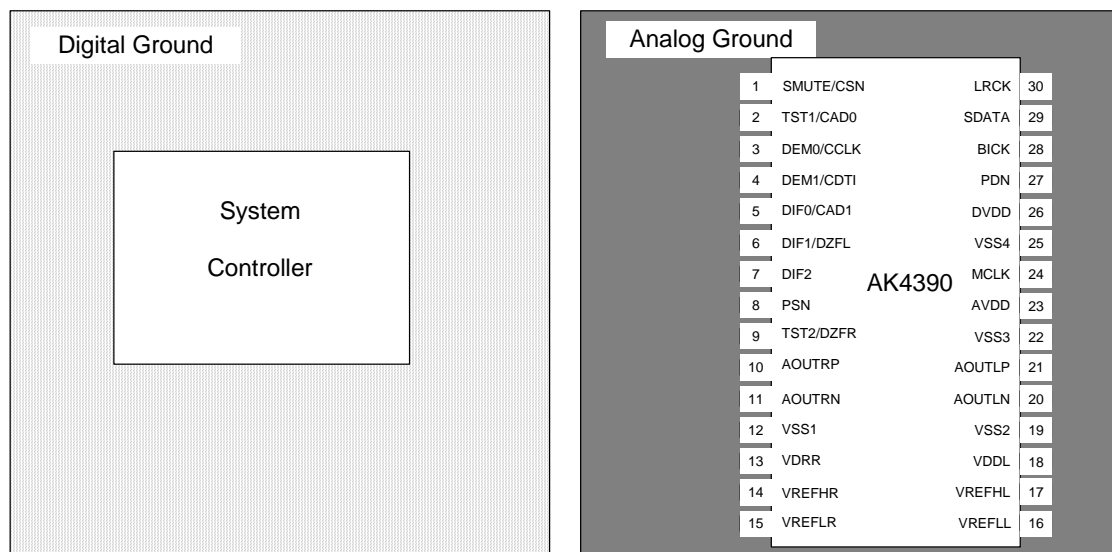 Digital Ground
System
Controller
Analog Ground
1 SMUTE/CSN LRCK 30
2 TST1/CAD0 SDATA 29
3 DEM0/CCLK BICK 28
4 DEM1/CDTI PDN 27
5 DIF0/CAD1 DVDD 26
6 DIF1/DZFL VSS4 25
7 DIF2 MCLK 24
AK4390
8 PSN AVDD 23
9 TST2/DZFR VSS3 22
10 AOUTRP AOUTLP 21
11 AOUTRN AOUTLN 20
12 VSS1 VSS2 19
13 VDRR VDDL 18
14 VREFHR VREFHL 17
15 VREFLR VREFLL 16